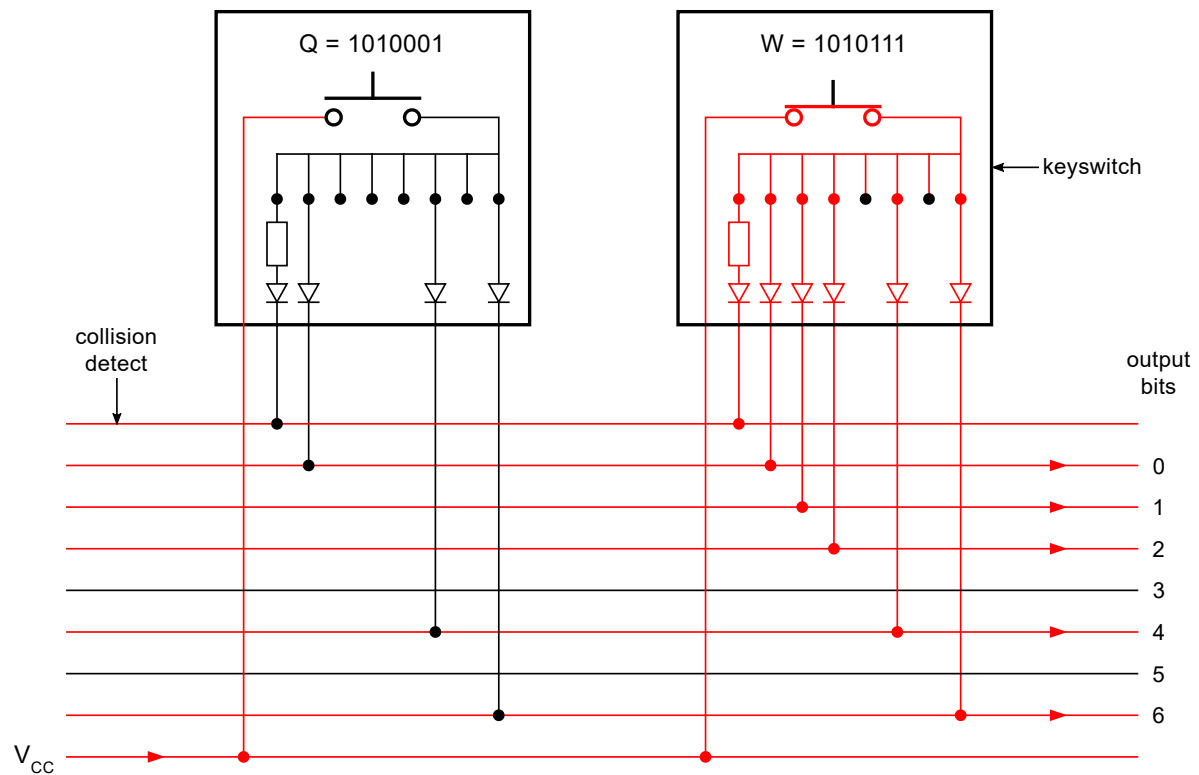 Q = 1010001
W = 1010111
keyswitch
collision
detect
output
bits
0
1
2
3
4
5
6
VCC